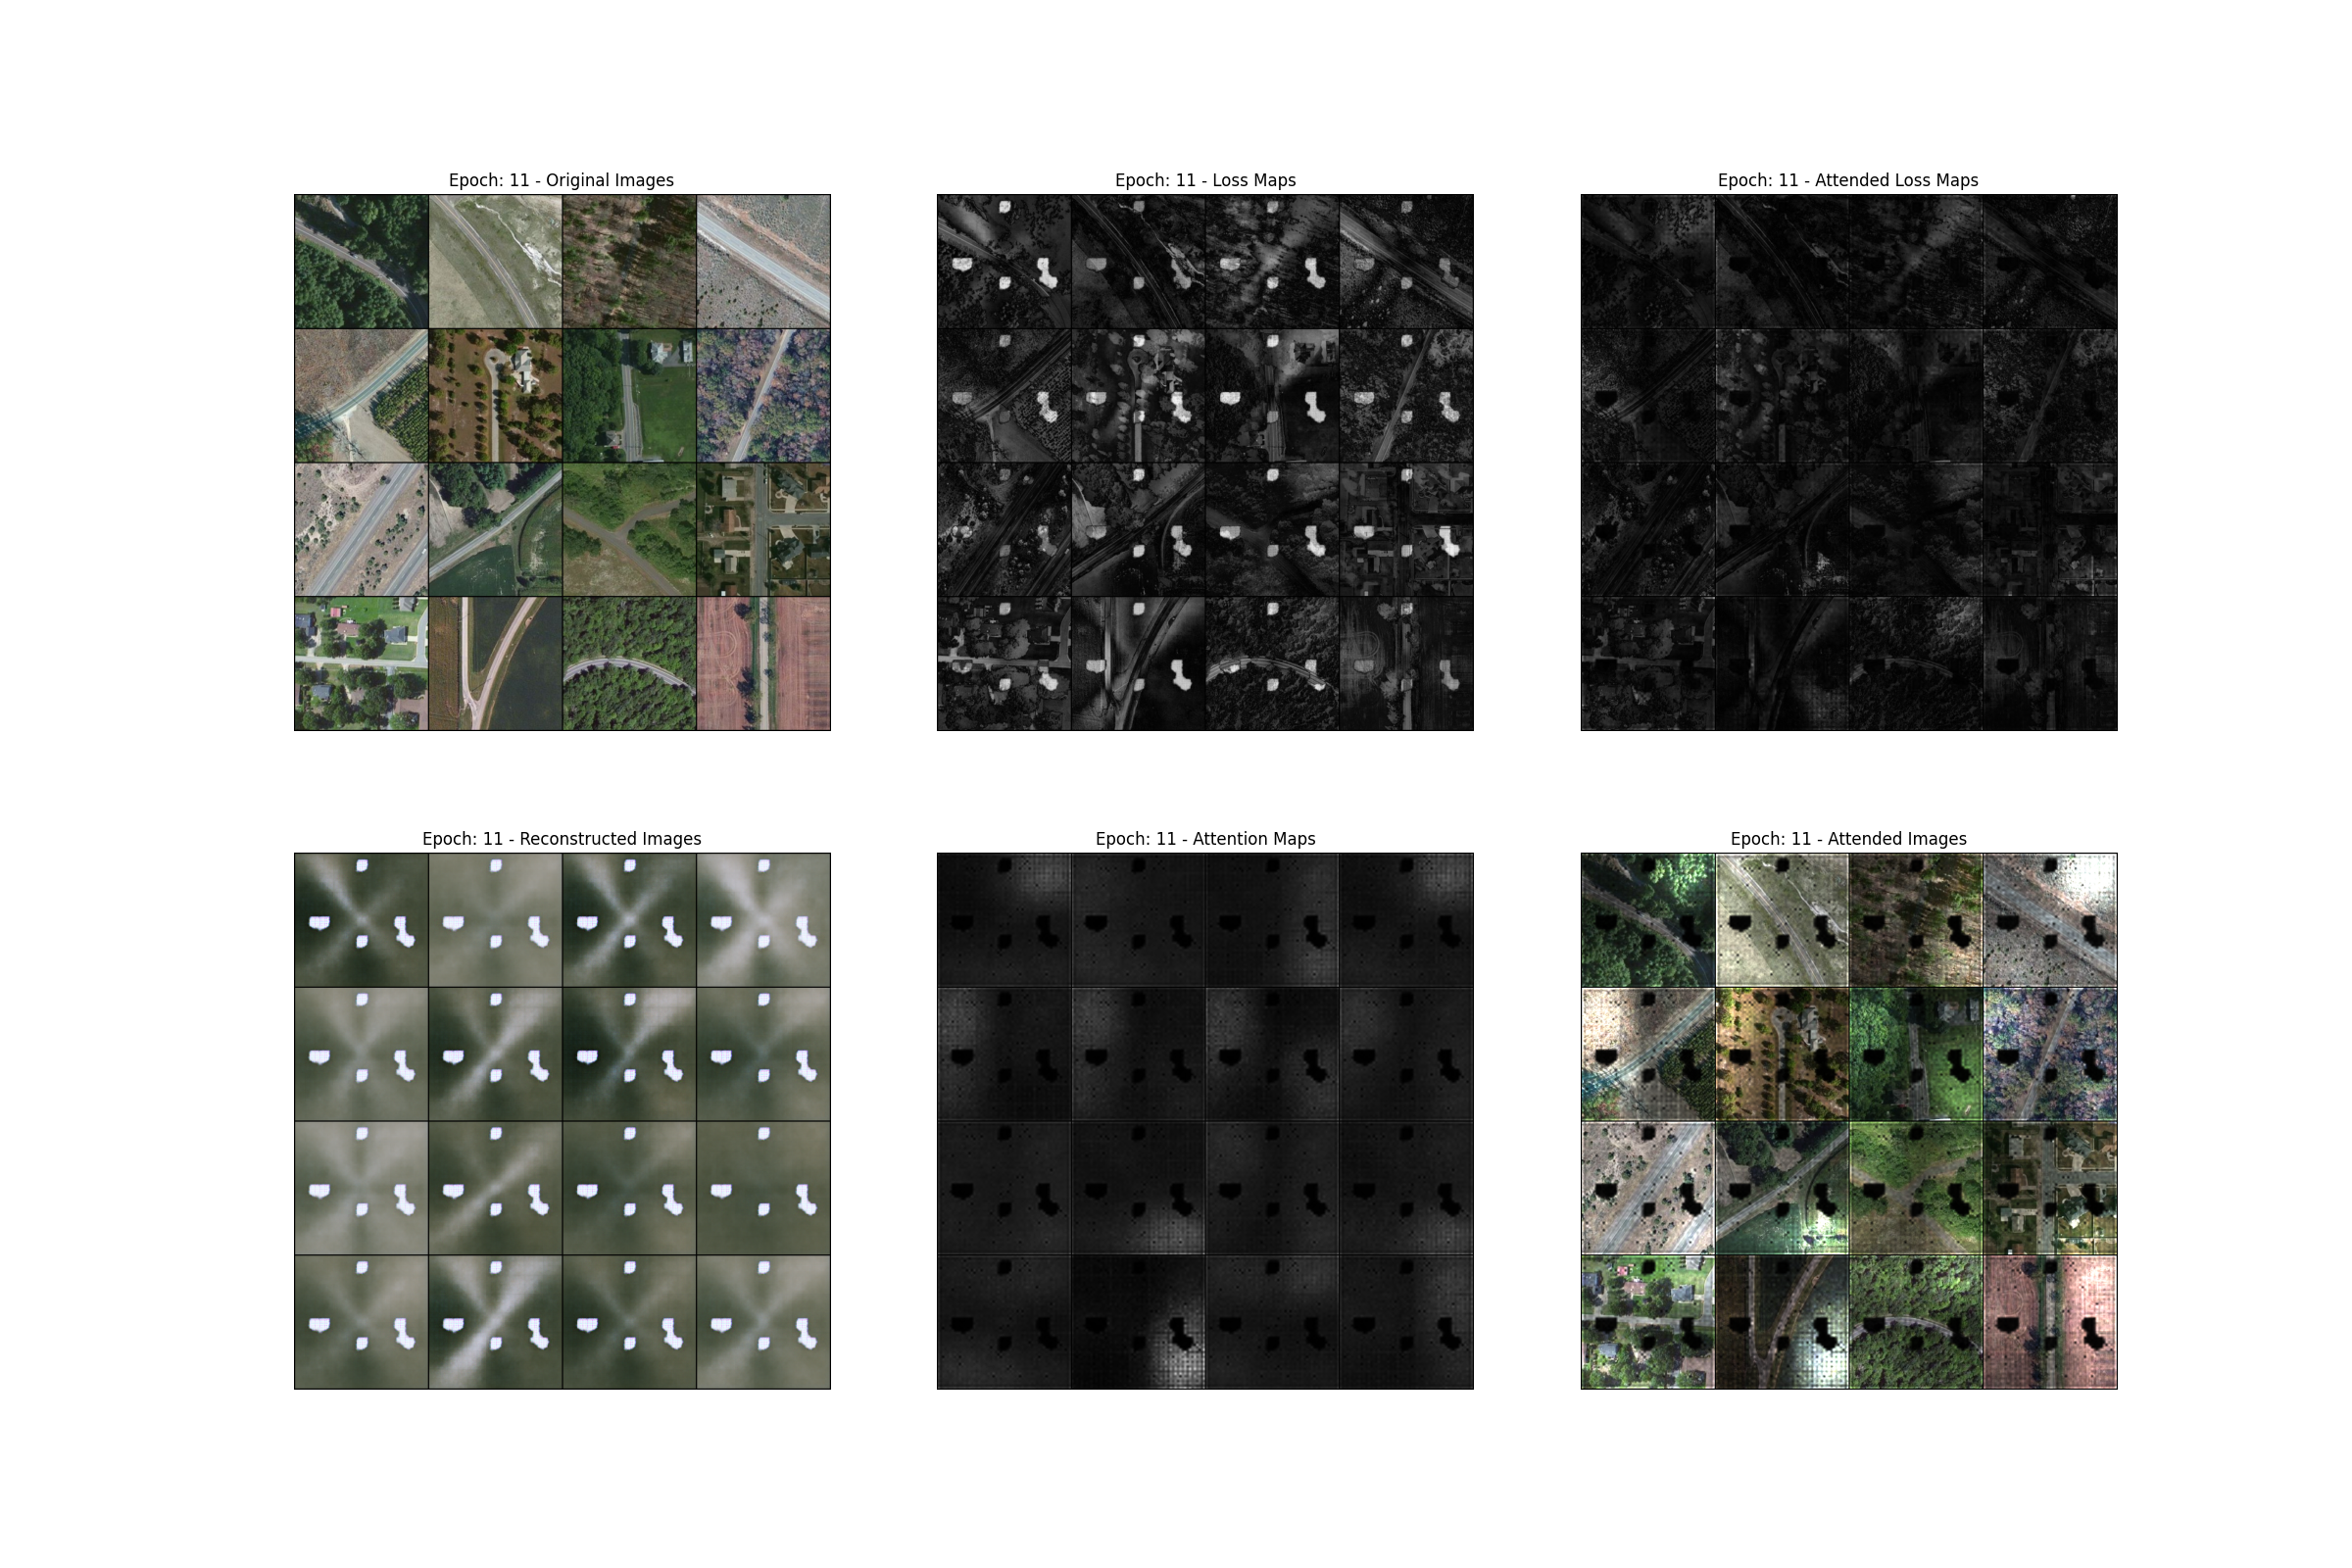 Epoch: 11 - Original Images
Epoch: 11 - Loss Maps
Epoch: 11 - Attended Loss Maps
Epoch: 11 - Reconstructed Images
Epoch: 11 - Attention Maps
Epoch: 11 - Attended Images